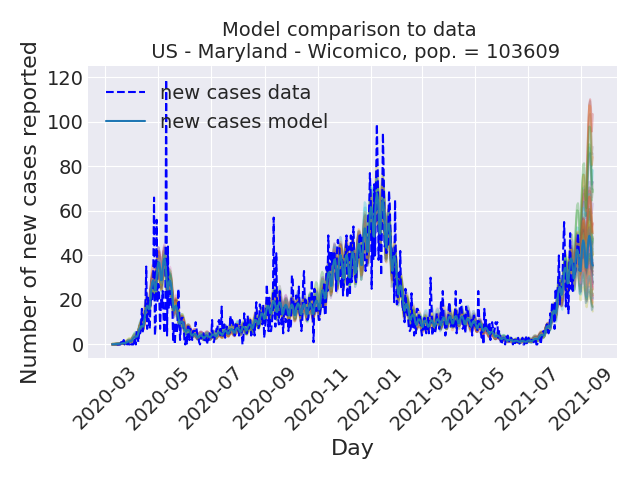 Model comparison to data
US - Maryland - Wicomico, pop. = 103609
Number of new cases reported
120
100
80
60
40
20
0
new cases data
new cases model
2020-03
2020-05
2020-07
2020-09
2020-11
2021-01
2021-03
2021-05
2021-07
2021-09
Day